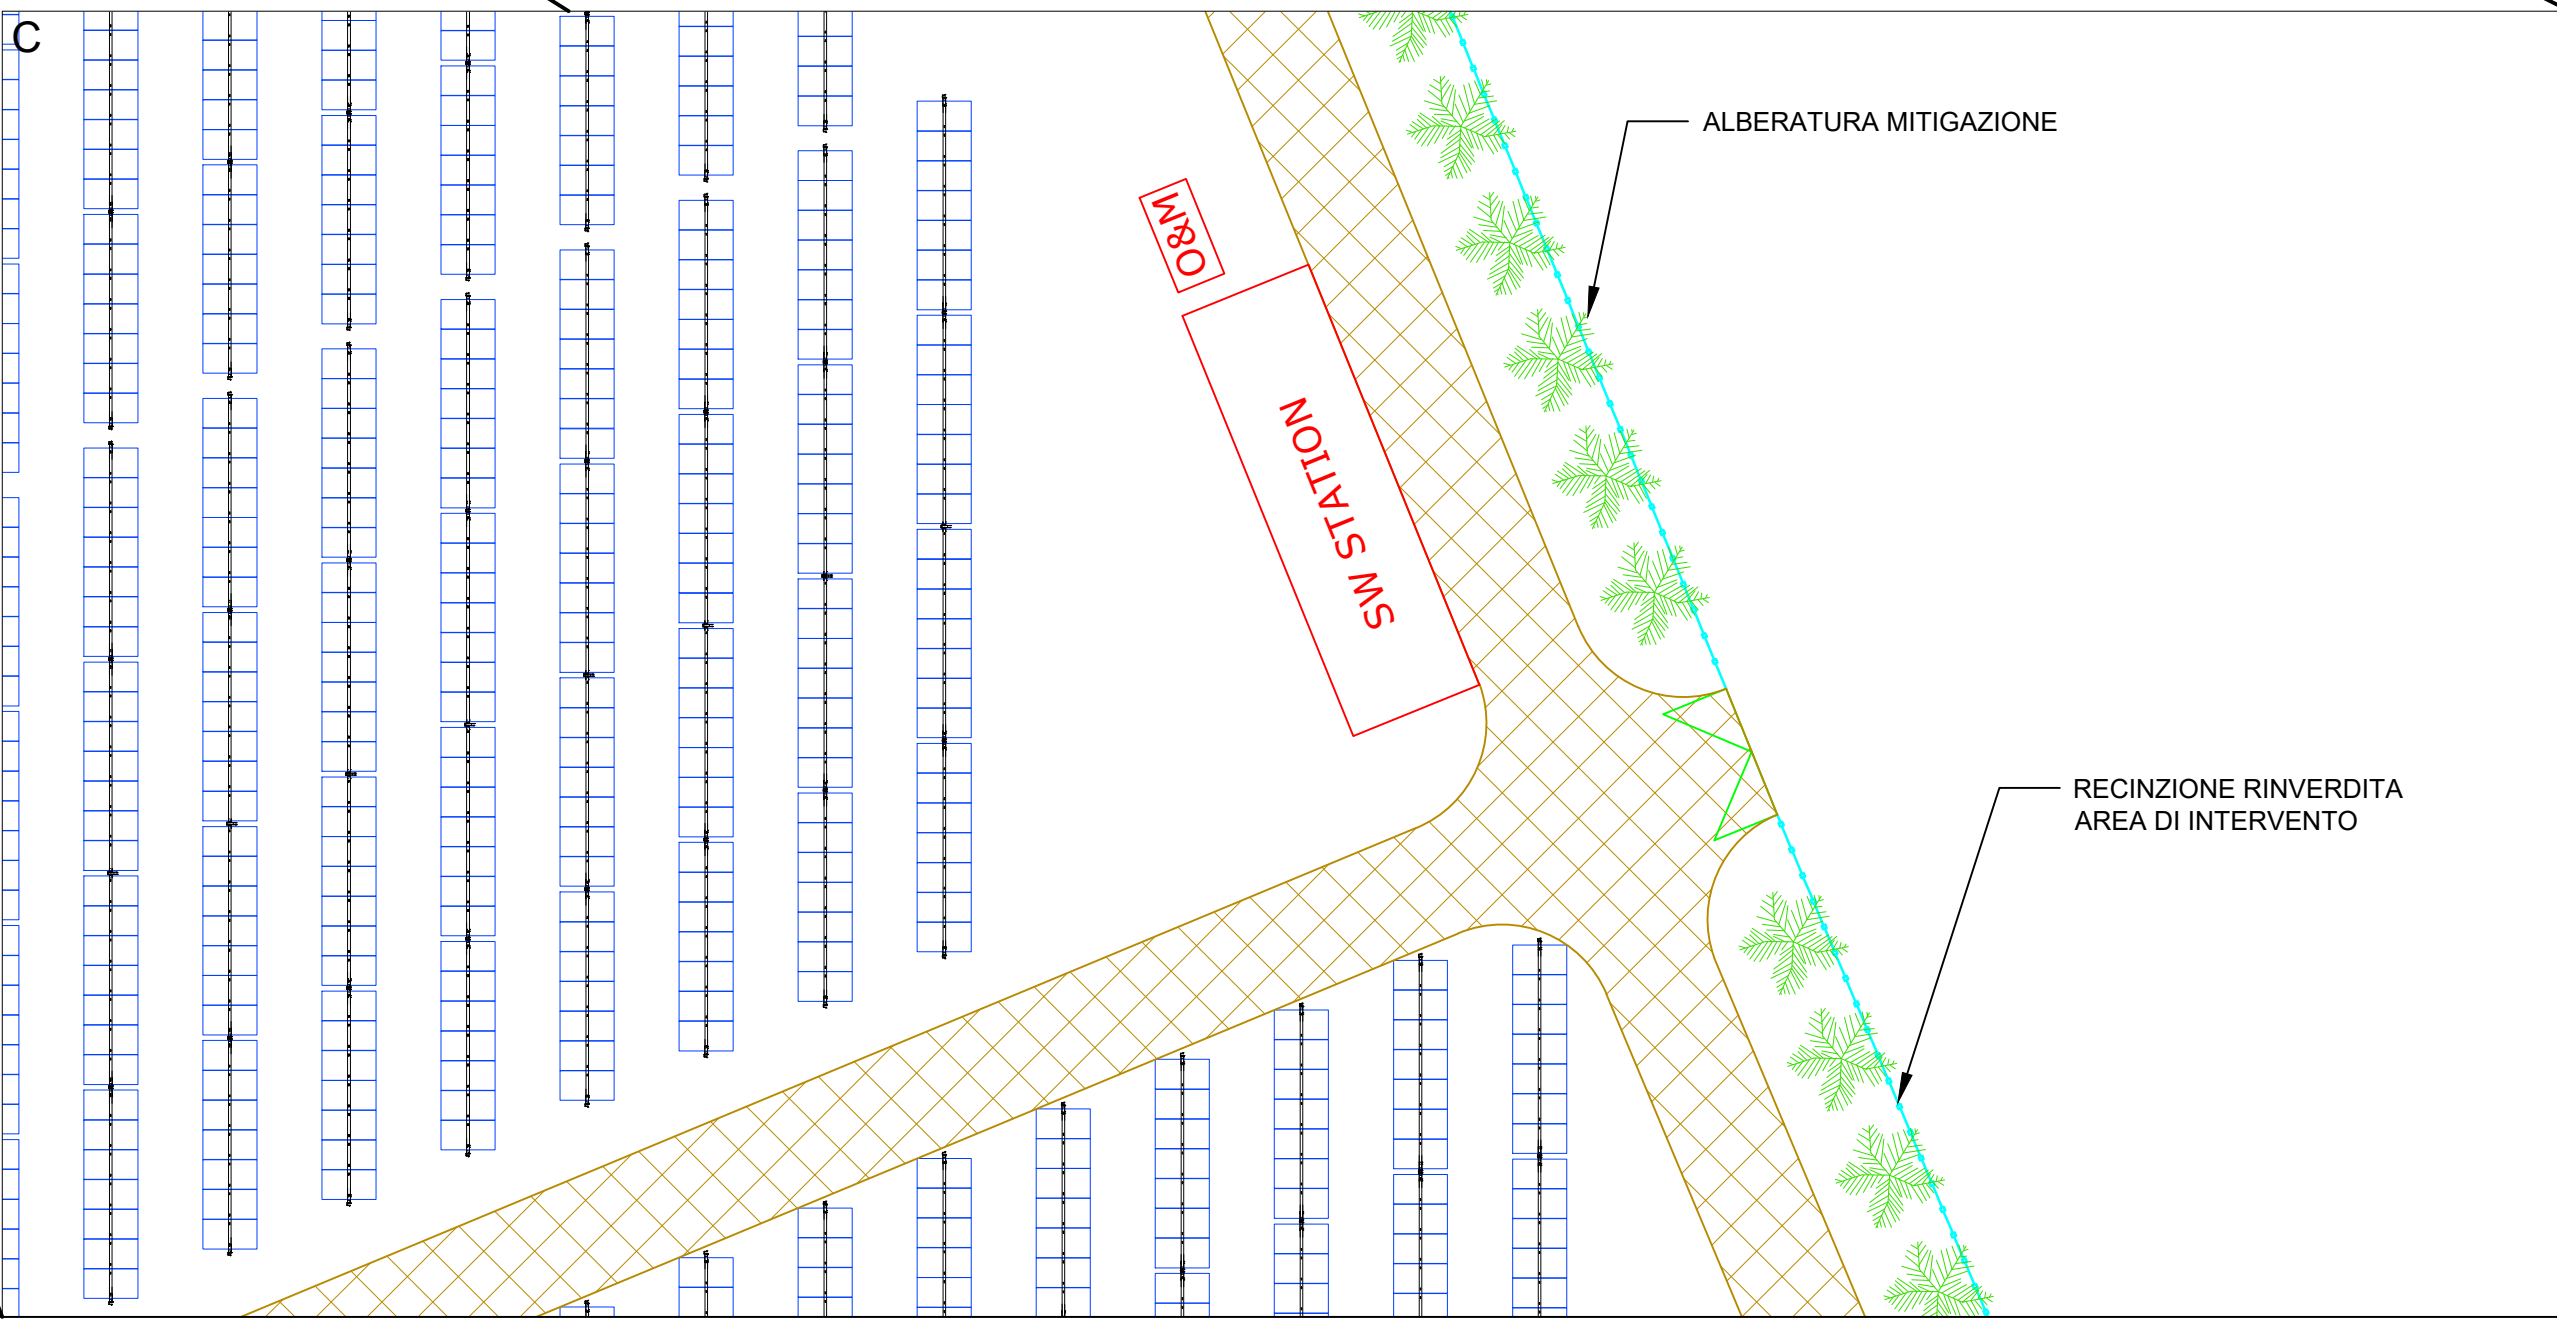 C
ALBERATURA MITIGAZIONE
O&M
SW STATION
RECINZIONE RINVERDITA
AREA DI INTERVENTO